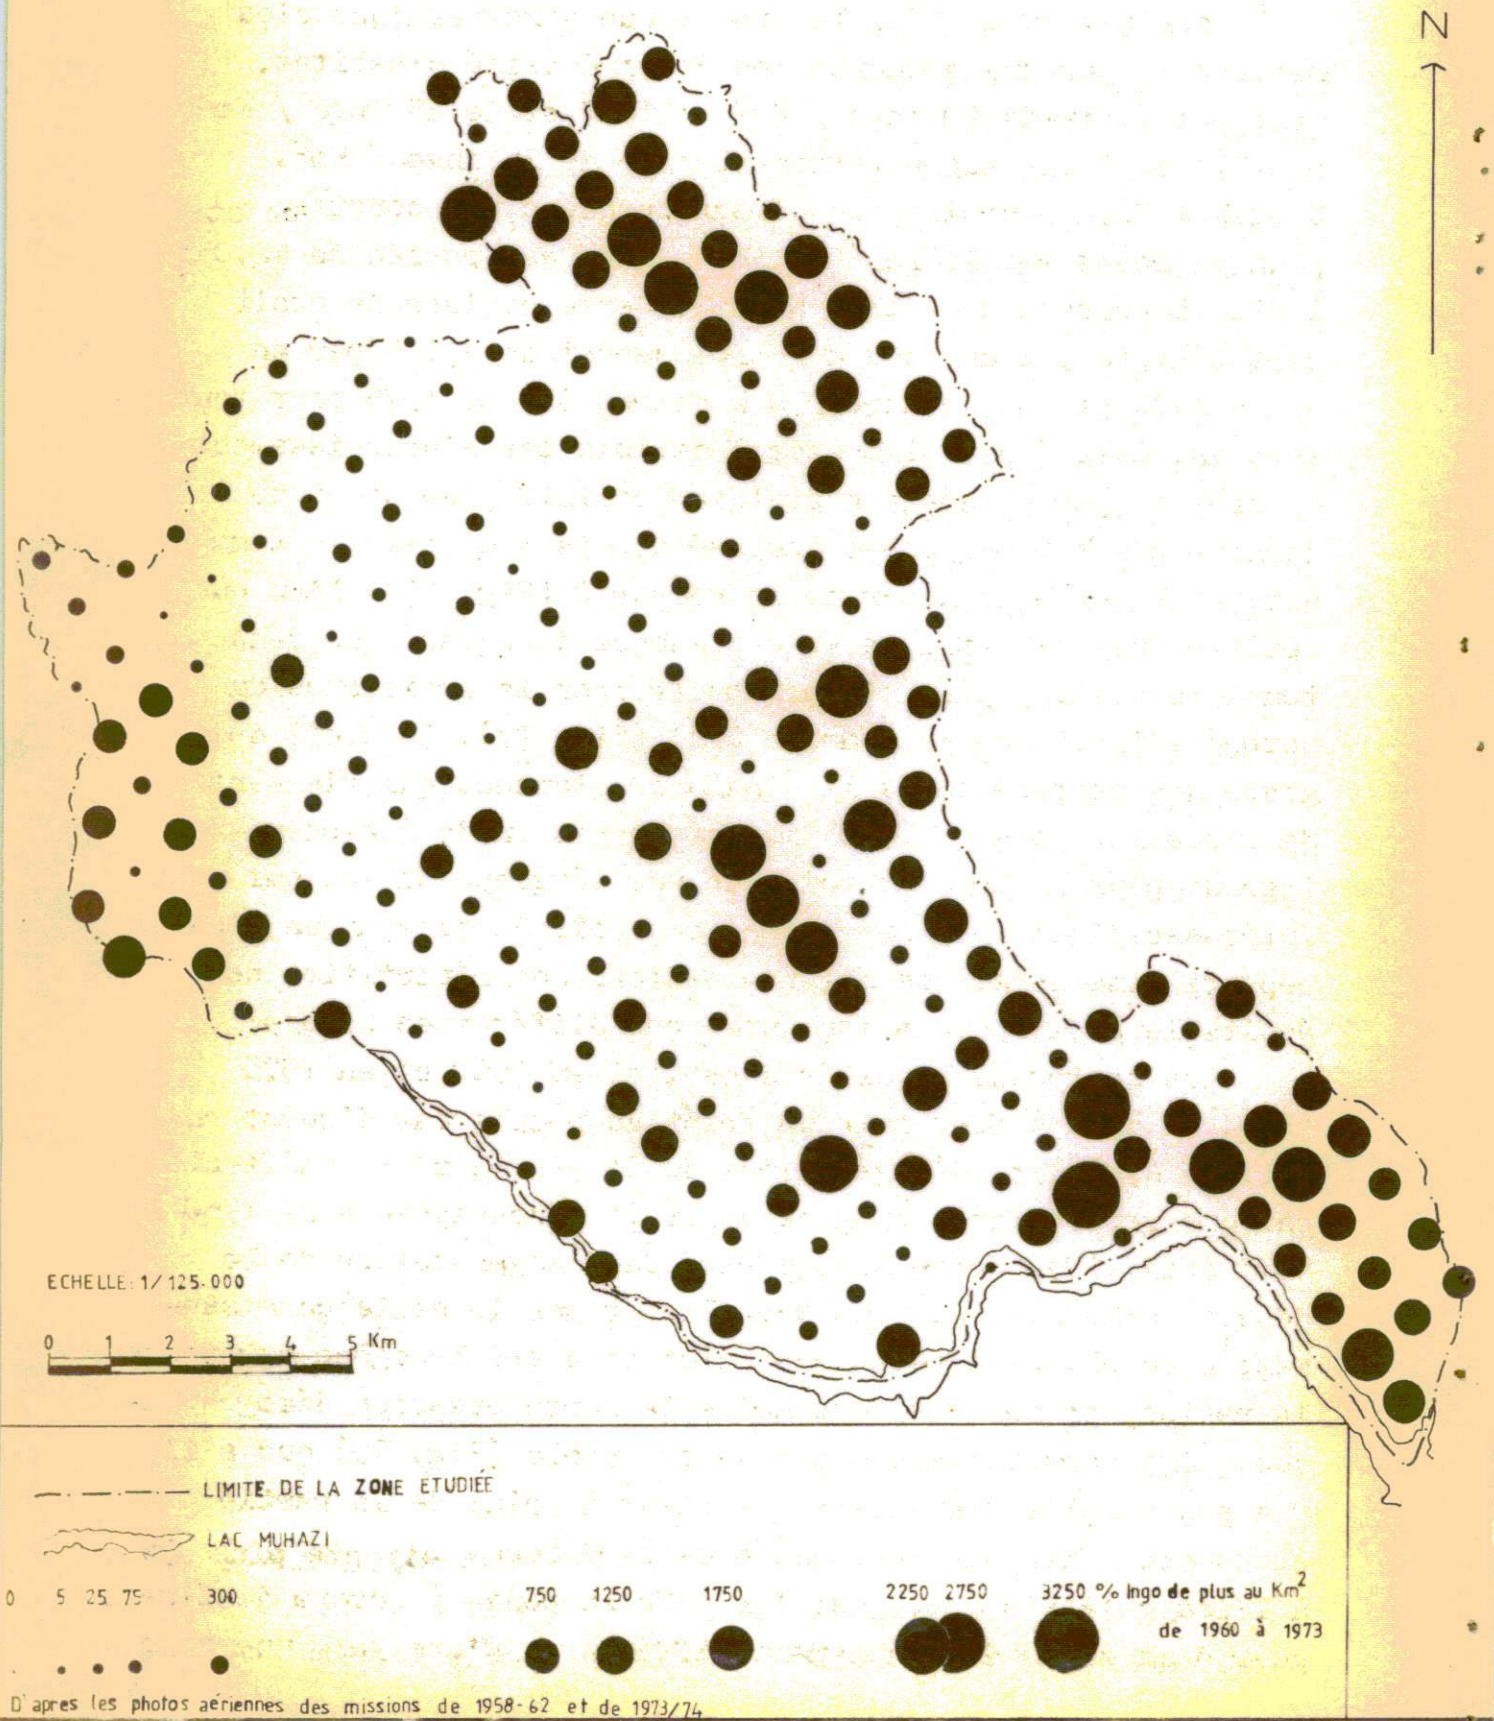 N
ECHELLE: 1/125.000
0 1 2 3 4 5 Km
LIMITE DE LA ZONE ETUDIÉE
LAC MUHAZI
0 5 25 75 300 750 1250 1750 2250 2750 3250 % Ingo de plus au Km²
de 1960 à 1973
D'apres les photos aériennes des missions de 1958-62 et de 1973/74